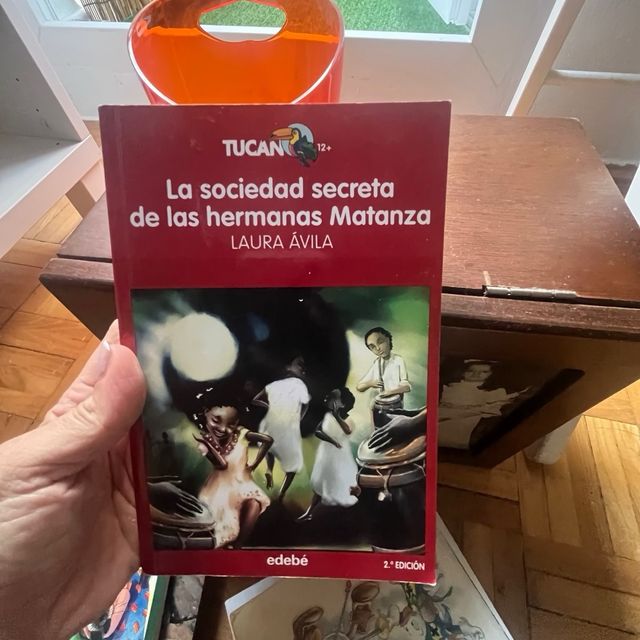 TUCAN 12+
La sociedad secreta
de las hermanas Matanza
LAURA ÁVILA
edebé
2.ª EDICIÓN